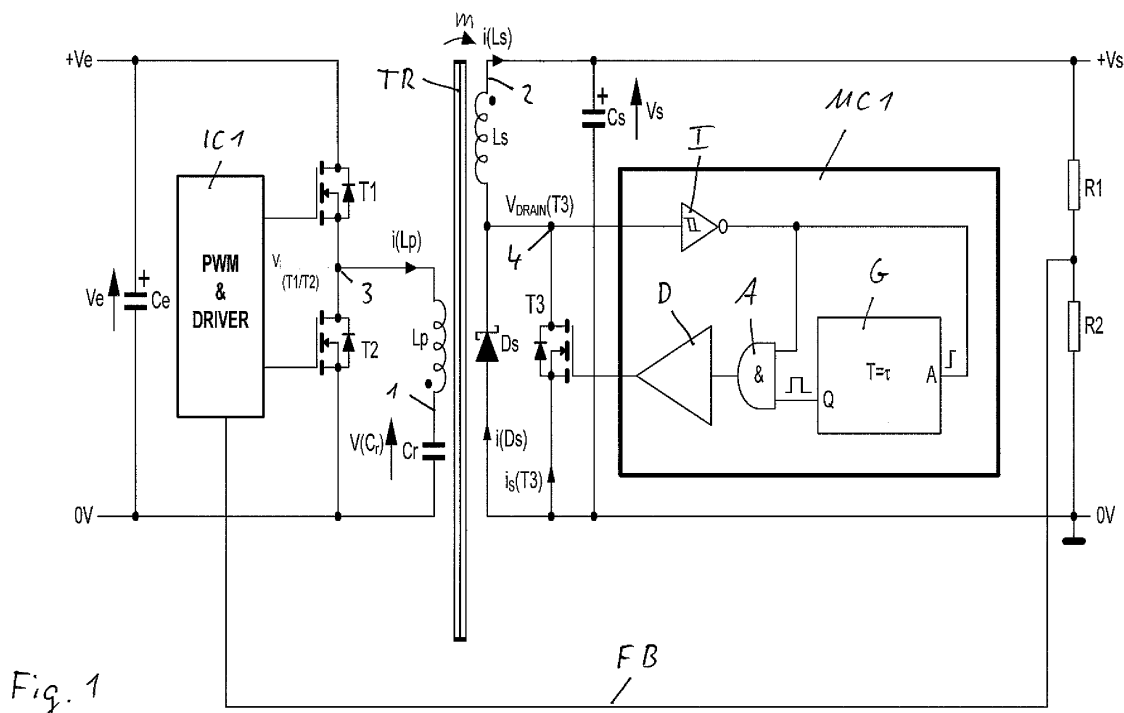 m
i(Ls)
+Ve
TR
2
+Vs
MC1
+
Cs
Vs
Ls
I
IC1
T1
R1
VDRAIN(T3)
4
i(Lp)
PWM
&
DRIVER
Vi
(T1/T2)
3
G
D
A
T3
Ve
+
Ce
R2
T2
Lp
Ds
&
T=τ
A
Q
1
V(Cr)
Cr
i(Ds)
is(T3)
0V
0V
FB
Fig. 1